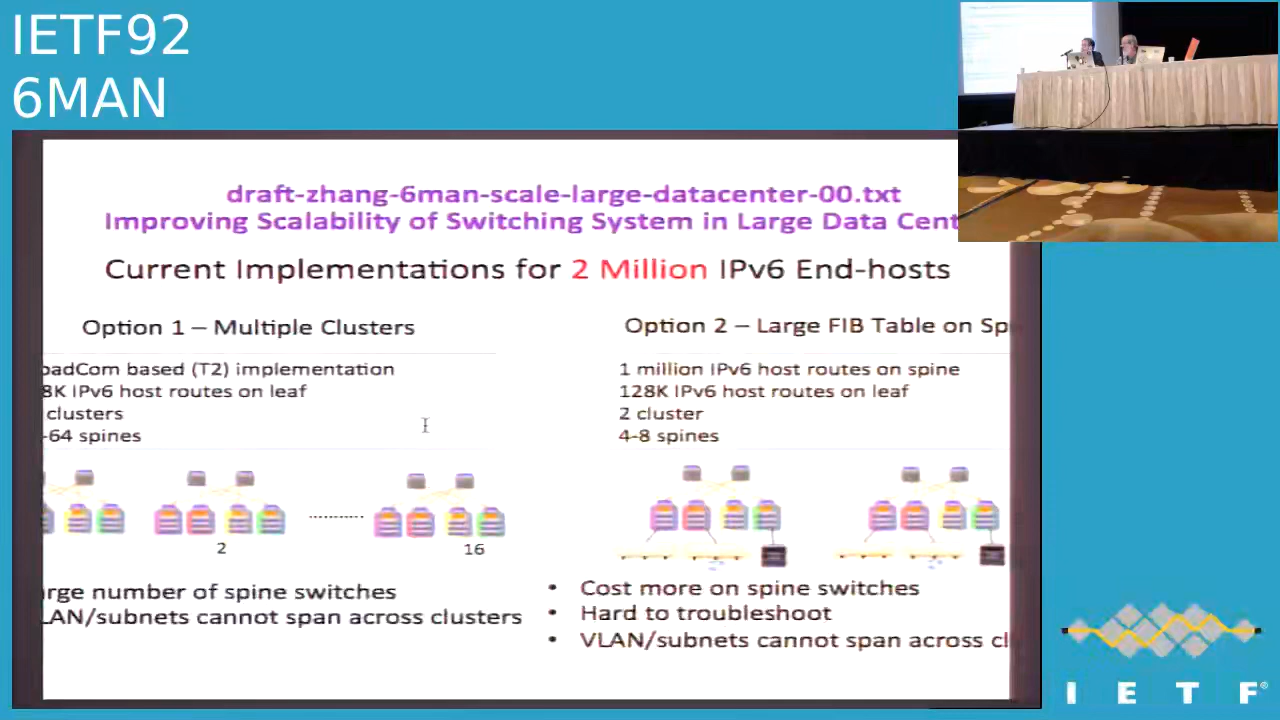 IETF92
6MAN
draft-zhang-6man-scale-large-datacenter-00.txt
Improving Scalability of Switching System in Large Data Cent
Current Implementations for 2 Million IPv6 End-hosts
Option 1 – Multiple Clusters
oadCom based (T2) implementation
8K IPv6 host routes on leaf
clusters
-64 spines
2
16
rge number of spine switches
LAN/subnets cannot span across clusters
Option 2 – Large FIB Table on Sp
1 million IPv6 host routes on spine
128K IPv6 host routes on leaf
2 cluster
4-8 spines
• Cost more on spine switches
• Hard to troubleshoot
• VLAN/subnets cannot span across cl
I E T F®